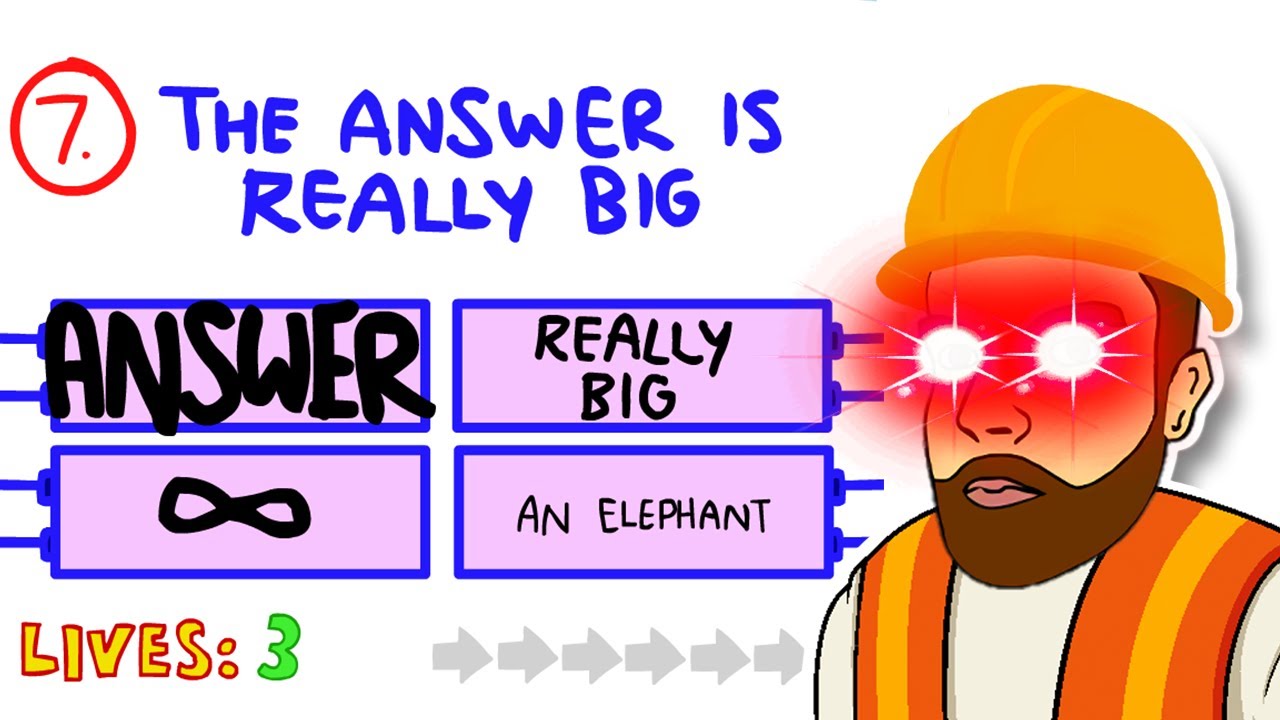 7. THE ANSWER IS
REALLY BIG
ANSWER
REALLY
BIG
∞
AN ELEPHANT
LIVES: 3